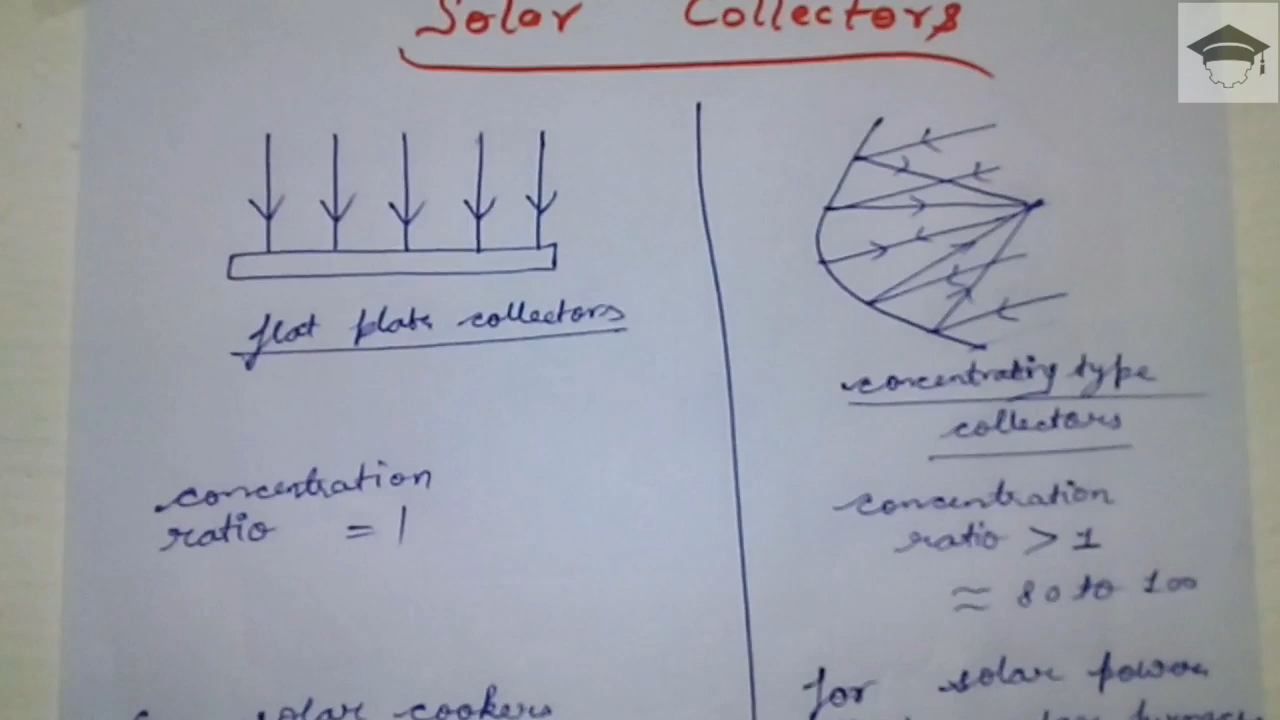 Solar Collectors
flat plate collectors
concentration
ratio = 1
solar cookers
concentrating type
collectors
concentration
ratio > 1
≈ 80 to 100
for solar power